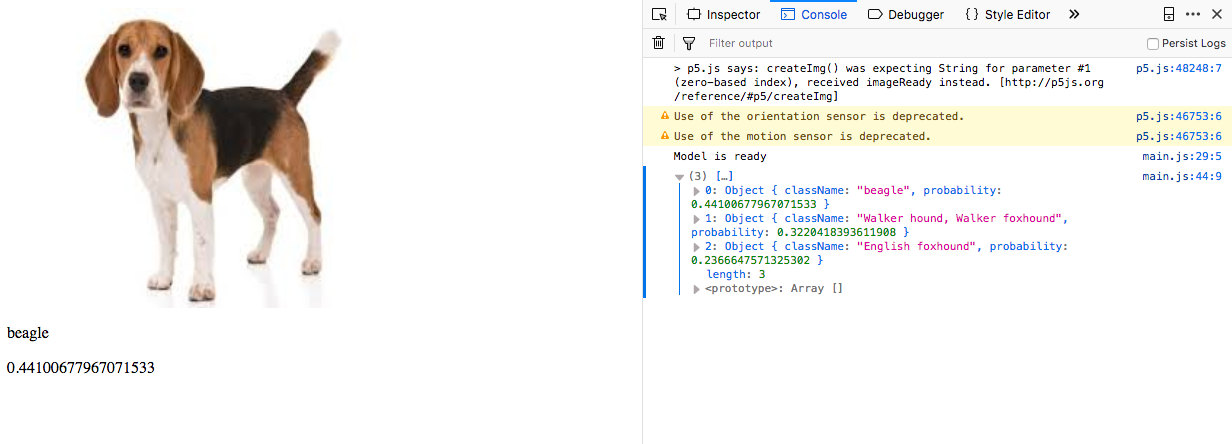 beagle
0.44100677967071533
Inspector Console Debugger { } Style Editor
Filter output Persist Logs
> p5.js says: createImg() was expecting String for parameter #1 p5.js:48248:7
(zero-based index), received imageReady instead. [http://p5js.org
/reference/#p5/createImg]
Use of the orientation sensor is deprecated. p5.js:46753:6
Use of the motion sensor is deprecated. p5.js:46753:6
Model is ready main.js:29:5
(3) […] main.js:44:9
0: Object { className: "beagle", probability:
0.44100677967071533 }
1: Object { className: "Walker hound, Walker foxhound",
probability: 0.3220418393611908 }
2: Object { className: "English foxhound", probability:
0.2366647571325302 }
length: 3
<prototype>: Array []